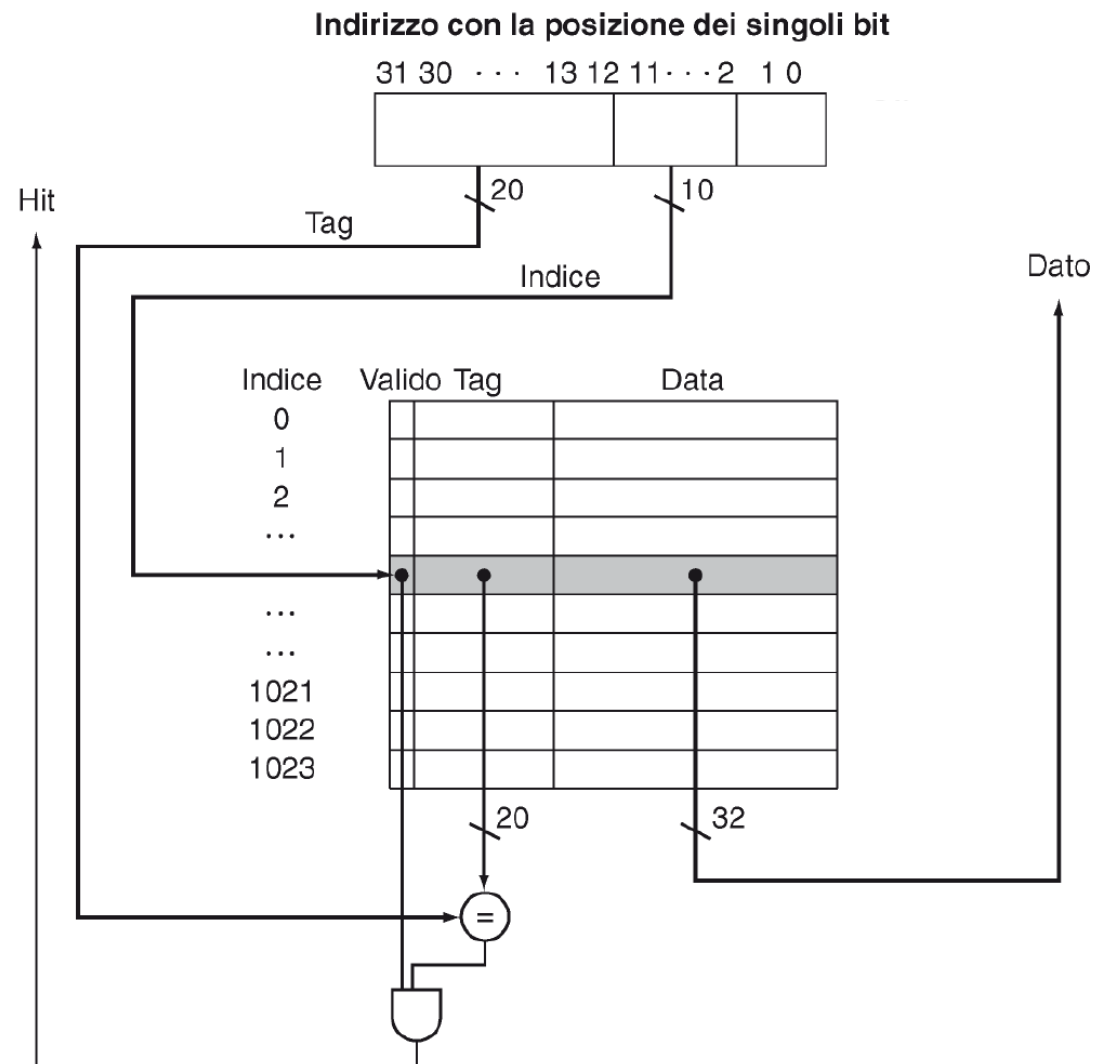 Indirizzo con la posizione dei singoli bit
31 30 ··· 13 12 11 ··· 2 1 0
20 10
Hit
Tag
Indice
Dato
Indice Valido Tag Data
0
1
2
...
...
...
1021
1022
1023
20 32
=